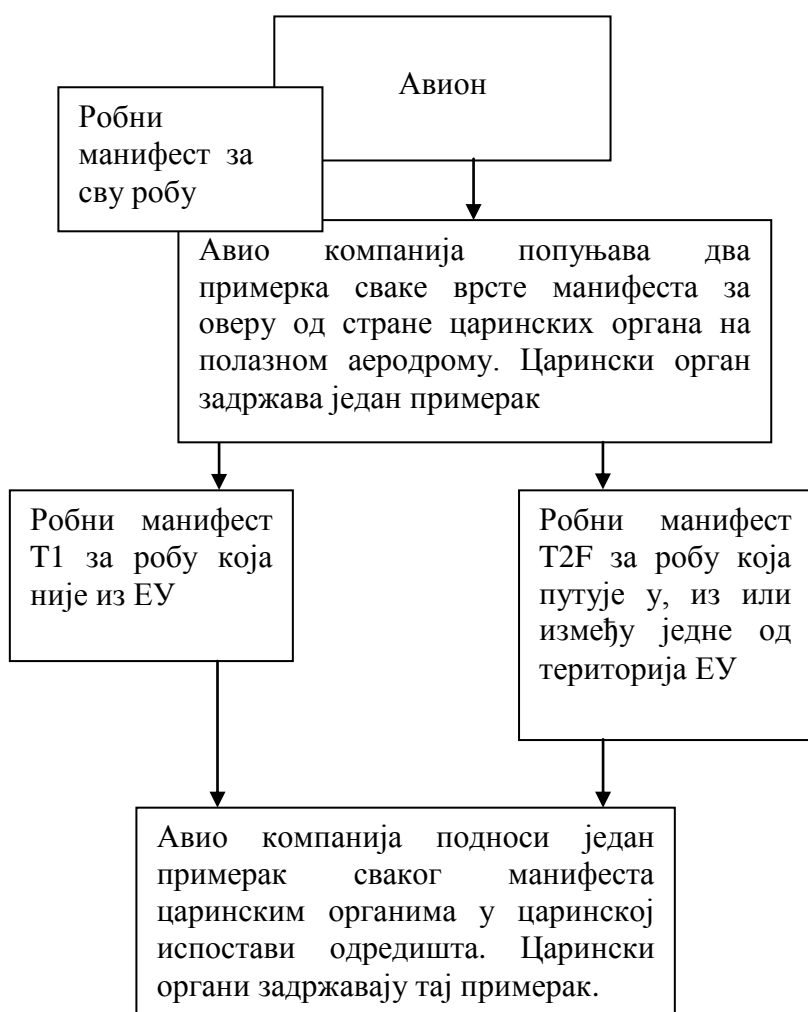 Авион
Робни
манифест за
сву робу
Авио компанија попуњава два
примерка сваке врсте манифеста за
оверу од стране царинских органа на
полазном аеродрому. Царински орган
задржава један примерак
Робни манифест
Т1 за робу која
није из ЕУ
Робни манифест
T2F за робу која
путује у, из или
између једне од
територија ЕУ
Авио компанија подноси један
примерак сваког манифеста
царинским органима у царинској
испостави одредишта. Царински
органи задржавају тај примерак.